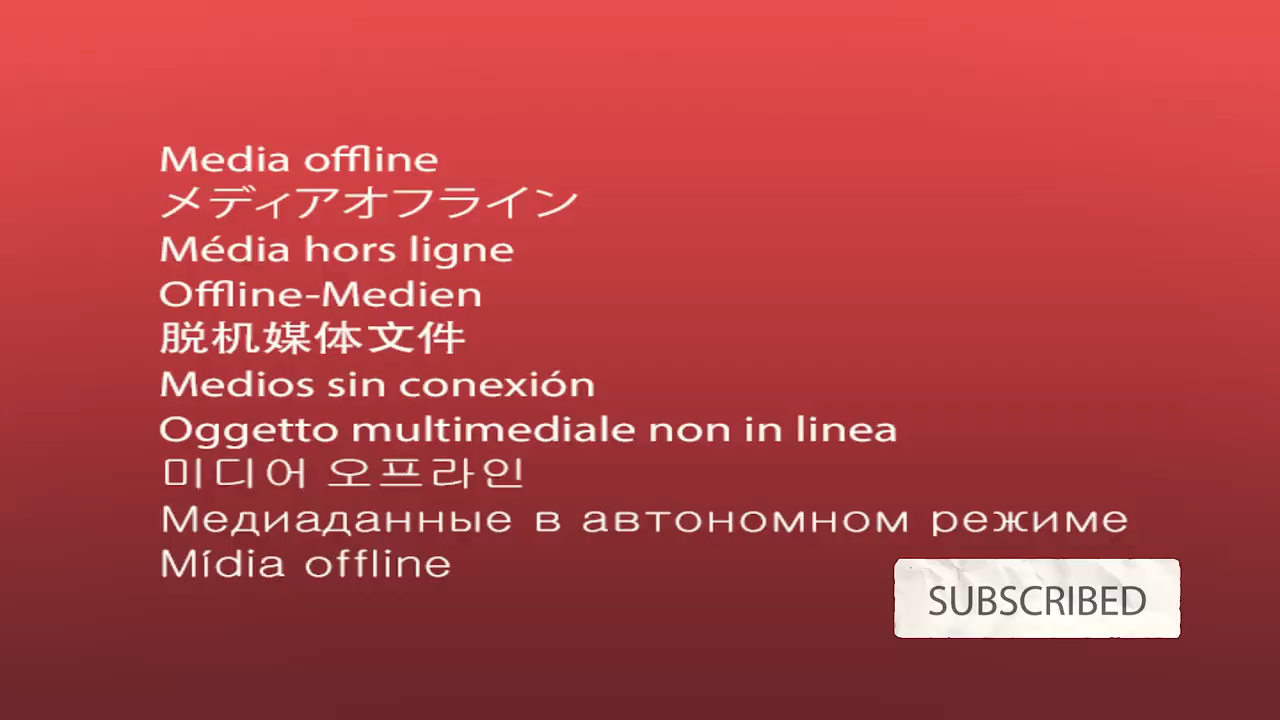 Media offline
メディアオフライン
Média hors ligne
Offline-Medien
脱机媒体文件
Medios sin conexión
Oggetto multimediale non in linea
미디어 오프라인
Медиаданные в автономном режиме
Mídia offline
SUBSCRIBED